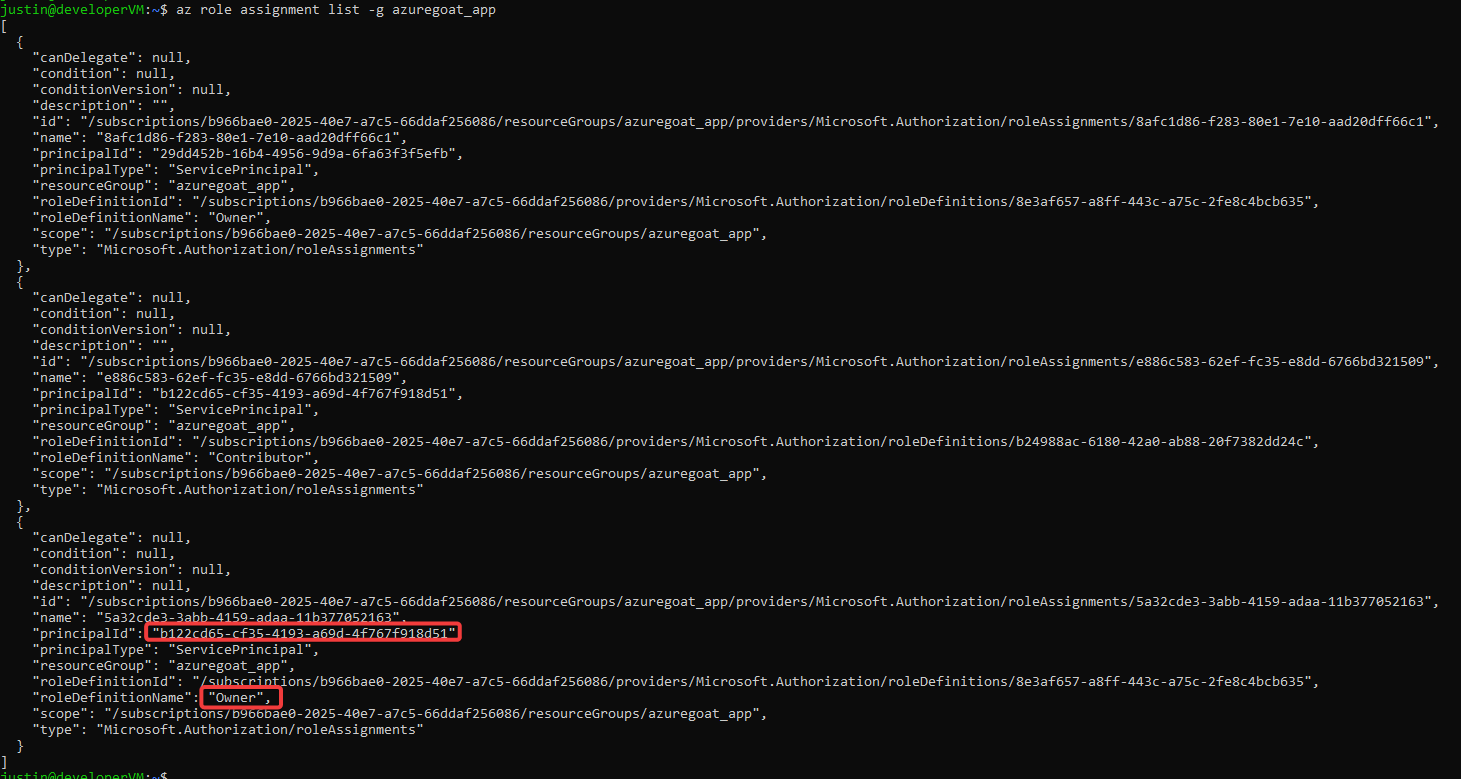 justin@developerVM:~$ az role assignment list -g azuregoat_app
[
  {
    "canDelegate": null,
    "condition": null,
    "conditionVersion": null,
    "description": "",
    "id": "/subscriptions/b966bae0-2025-40e7-a7c5-66ddaf256086/resourceGroups/azuregoat_app/providers/Microsoft.Authorization/roleAssignments/8afc1d86-f283-80e1-7e10-aad20dff66c1",
    "name": "8afc1d86-f283-80e1-7e10-aad20dff66c1",
    "principalId": "29dd452b-16b4-4956-9d9a-6fa63f3f5efb",
    "principalType": "ServicePrincipal",
    "resourceGroup": "azuregoat_app",
    "roleDefinitionId": "/subscriptions/b966bae0-2025-40e7-a7c5-66ddaf256086/providers/Microsoft.Authorization/roleDefinitions/8e3af657-a8ff-443c-a75c-2fe8c4bcb635",
    "roleDefinitionName": "Owner",
    "scope": "/subscriptions/b966bae0-2025-40e7-a7c5-66ddaf256086/resourceGroups/azuregoat_app",
    "type": "Microsoft.Authorization/roleAssignments"
  },
  {
    "canDelegate": null,
    "condition": null,
    "conditionVersion": null,
    "description": "",
    "id": "/subscriptions/b966bae0-2025-40e7-a7c5-66ddaf256086/resourceGroups/azuregoat_app/providers/Microsoft.Authorization/roleAssignments/e886c583-62ef-fc35-e8dd-6766bd321509",
    "name": "e886c583-62ef-fc35-e8dd-6766bd321509",
    "principalId": "b122cd65-cf35-4193-a69d-4f767f918d51",
    "principalType": "ServicePrincipal",
    "resourceGroup": "azuregoat_app",
    "roleDefinitionId": "/subscriptions/b966bae0-2025-40e7-a7c5-66ddaf256086/providers/Microsoft.Authorization/roleDefinitions/b24988ac-6180-42a0-ab88-20f7382dd24c",
    "roleDefinitionName": "Contributor",
    "scope": "/subscriptions/b966bae0-2025-40e7-a7c5-66ddaf256086/resourceGroups/azuregoat_app",
    "type": "Microsoft.Authorization/roleAssignments"
  },
  {
    "canDelegate": null,
    "condition": null,
    "conditionVersion": null,
    "description": null,
    "id": "/subscriptions/b966bae0-2025-40e7-a7c5-66ddaf256086/resourceGroups/azuregoat_app/providers/Microsoft.Authorization/roleAssignments/5a32cde3-3abb-4159-adaa-11b377052163",
    "name": "5a32cde3-3abb-4159-adaa-11b377052163",
    "principalId": "b122cd65-cf35-4193-a69d-4f767f918d51"
    "principalType": "ServicePrincipal",
    "resourceGroup": "azuregoat_app",
    "roleDefinitionId": "/subscriptions/b966bae0-2025-40e7-a7c5-66ddaf256086/providers/Microsoft.Authorization/roleDefinitions/8e3af657-a8ff-443c-a75c-2fe8c4bcb635",
    "roleDefinitionName": "Owner",
    "scope": "/subscriptions/b966bae0-2025-40e7-a7c5-66ddaf256086/resourceGroups/azuregoat_app",
    "type": "Microsoft.Authorization/roleAssignments"
  }
]
justin@developerVM:~$